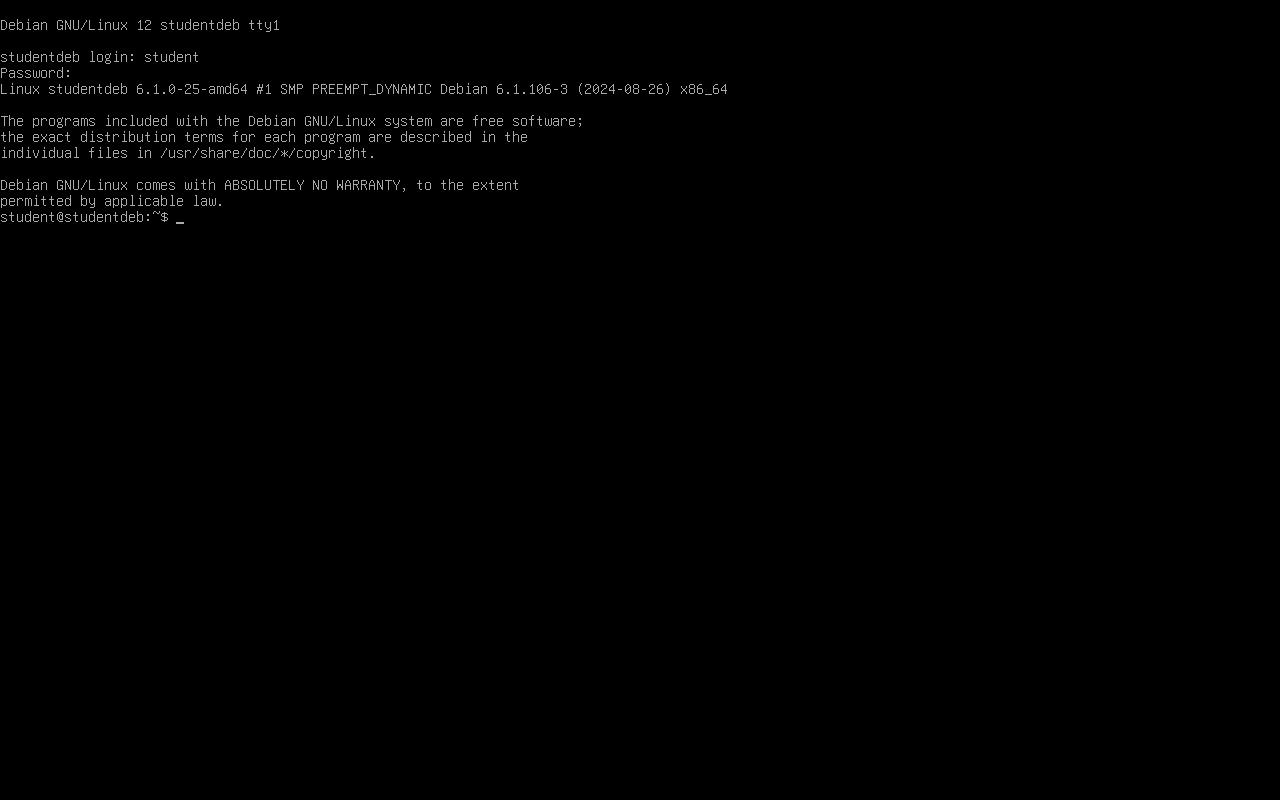 Debian GNU/Linux 12 studentdeb tty1
studentdeb login: student
Password:
Linux studentdeb 6.1.0-25-amd64 #1 SMP PREEMPT_DYNAMIC Debian 6.1.106-3 (2024-08-26) x86_64
The programs included with the Debian GNU/Linux system are free software;
the exact distribution terms for each program are described in the
individual files in /usr/share/doc/*/copyright.
Debian GNU/Linux comes with ABSOLUTELY NO WARRANTY, to the extent
permitted by applicable law.
student@studentdeb:~$ _